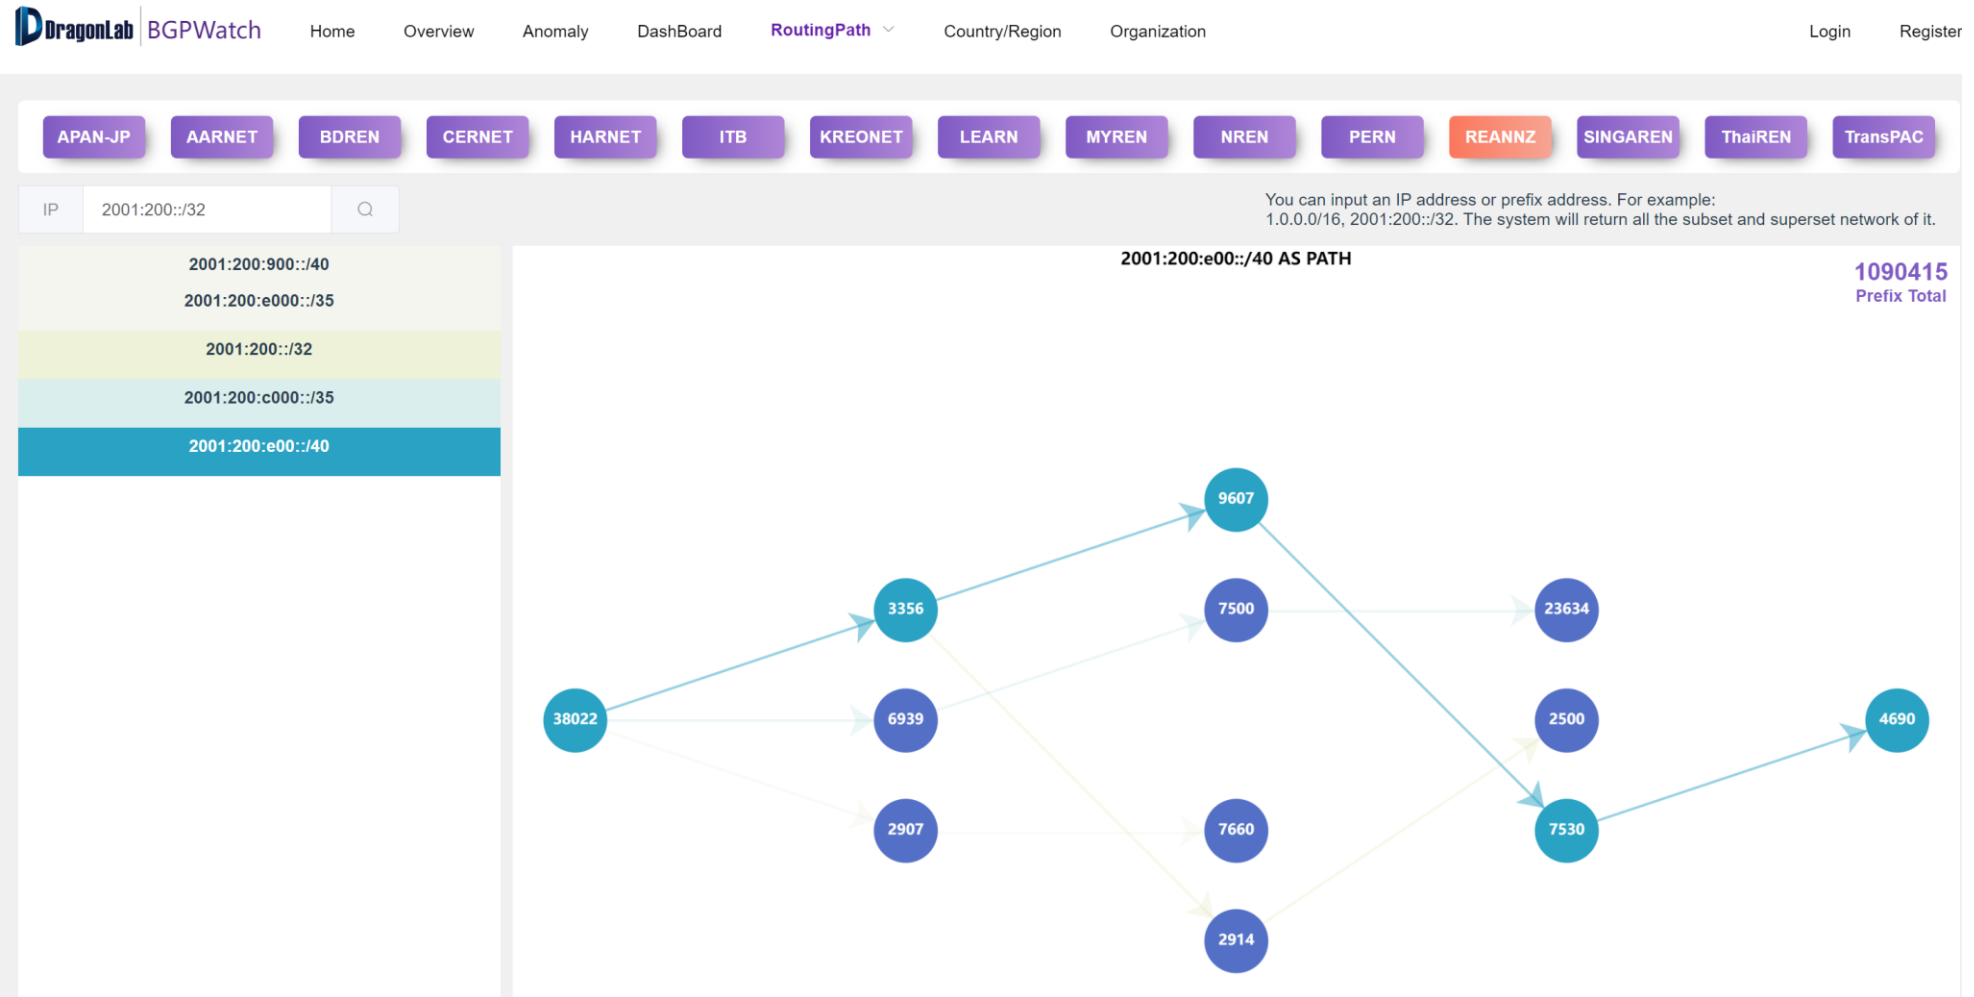 DragonLab BGPWatch Home Overview Anomaly DashBoard RoutingPath Country/Region Organization Login Register
APAN-JP AARNET BDREN CERNET HARNET ITB KREONET LEARN MYREN NREN PERN REANNZ SINGAREN ThaiREN TransPAC
IP 2001:200::/32
You can input an IP address or prefix address. For example:
1.0.0.0/16, 2001:200::/32. The system will return all the subset and superset network of it.
2001:200:900::/40
2001:200:e000::/35
2001:200::/32
2001:200:c000::/35
2001:200:e00::/40
2001:200:e00::/40 AS PATH
1090415
Prefix Total
9607
3356
7500
23634
38022
6939
2500
4690
2907
7660
7530
2914